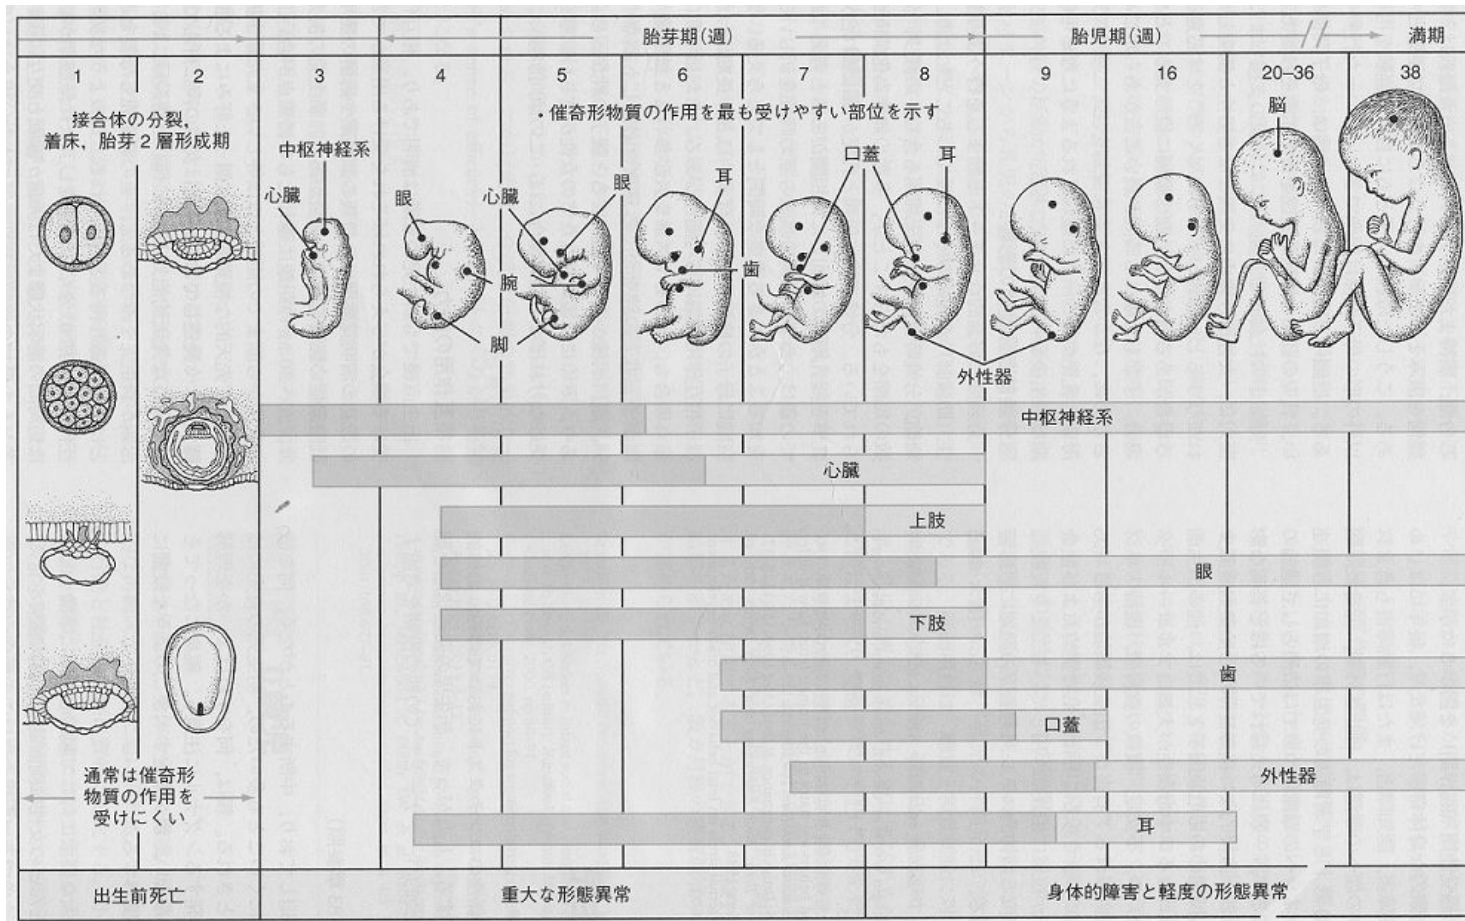 胎芽期(週)
胎児期(週)
満期
1
2
3
4
5
6
7
8
9
16
20-36
38
接合体の分裂,
着床, 胎芽2層形成期
・催奇形物質の作用を最も受けやすい部位を示す
中枢神経系
心臓
眼
心臓
眼
耳
口蓋
耳
脳
腕
歯
脚
外性器
中枢神経系
心臓
上肢
眼
下肢
歯
口蓋
外性器
耳
通常は催奇形
物質の作用を
受けにくい
出生前死亡
重大な形態異常
身体的障害と軽度の形態異常